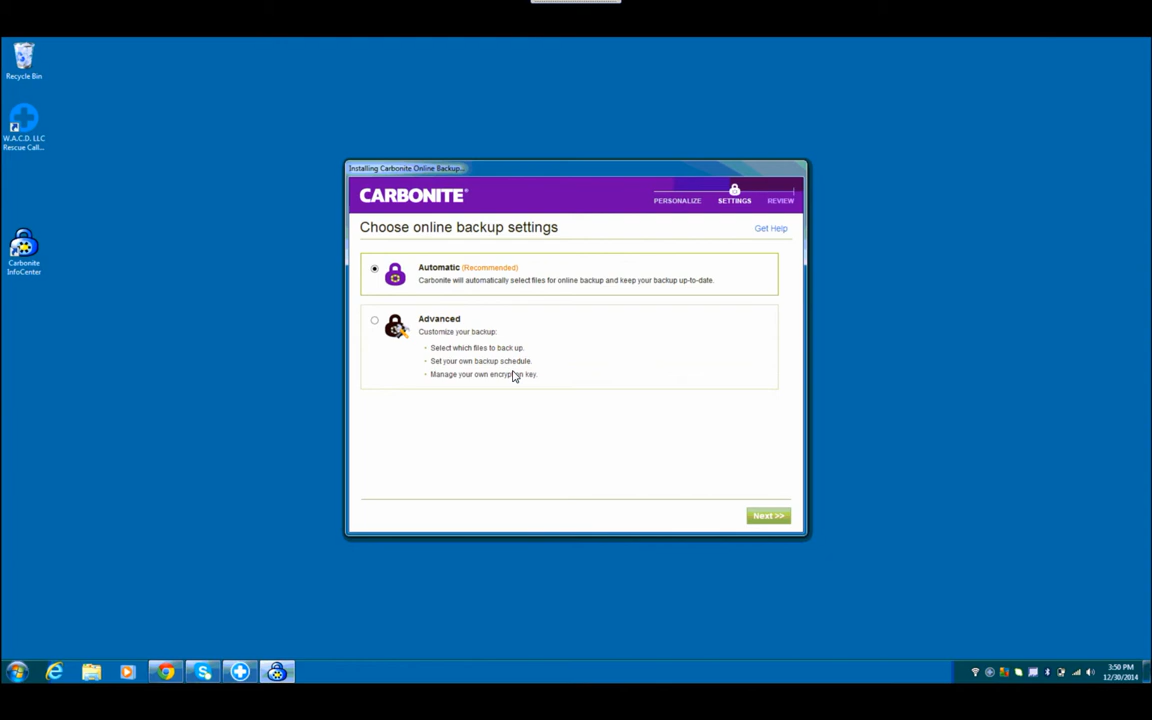 Recycle Bin
W.A.C.D. LLC
Rescue Call...
Carbonite
InfoCenter
Installing Carbonite Online Backup...
CARBONITE®
PERSONALIZE
SETTINGS
REVIEW
Choose online backup settings
Get Help
Automatic (Recommended)
Carbonite will automatically select files for online backup and keep your backup up-to-date.
Advanced
Customize your backup:
· Select which files to back up.
· Set your own backup schedule.
· Manage your own encryption key.
Next >>
3:50 PM
12/30/2014